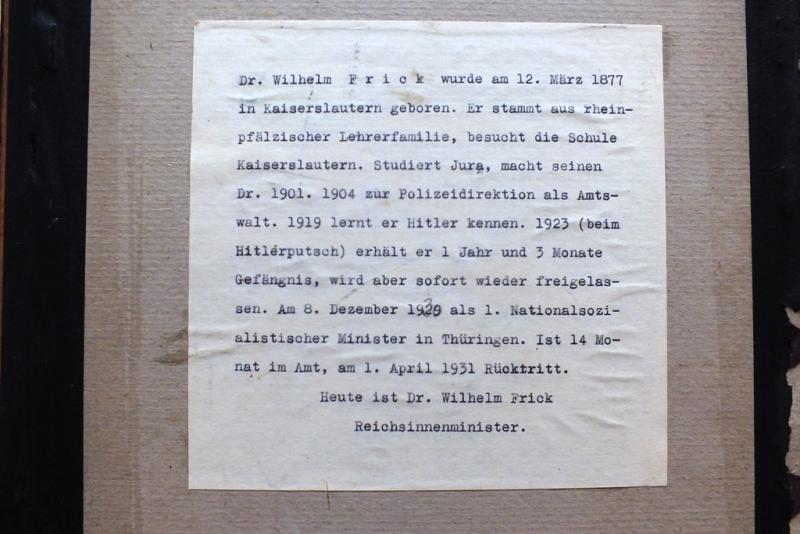 Dr. Wilhelm F r i c k wurde am 12. März 1877
in Kaiserslautern geboren. Er stammt aus rhein-
pfälzischer Lehrerfamilie, besucht die Schule
Kaiserslautern. Studiert Jura, macht seinen
Dr. 1901. 1904 zur Polizeidirektion als Amts-
walt. 1919 lernt er Hitler kennen. 1923 (beim
Hitlerputsch) erhält er 1 Jahr und 3 Monate
Gefängnis, wird aber sofort wieder freigelas-
sen. Am 8. Dezember 1929 als 1. Nationalsozi-
alistischer Minister in Thüringen. Ist 14 Mo-
nat im Amt, am 1. April 1931 Rücktritt.
Heute ist Dr. Wilhelm Frick
Reichsinnenminister.